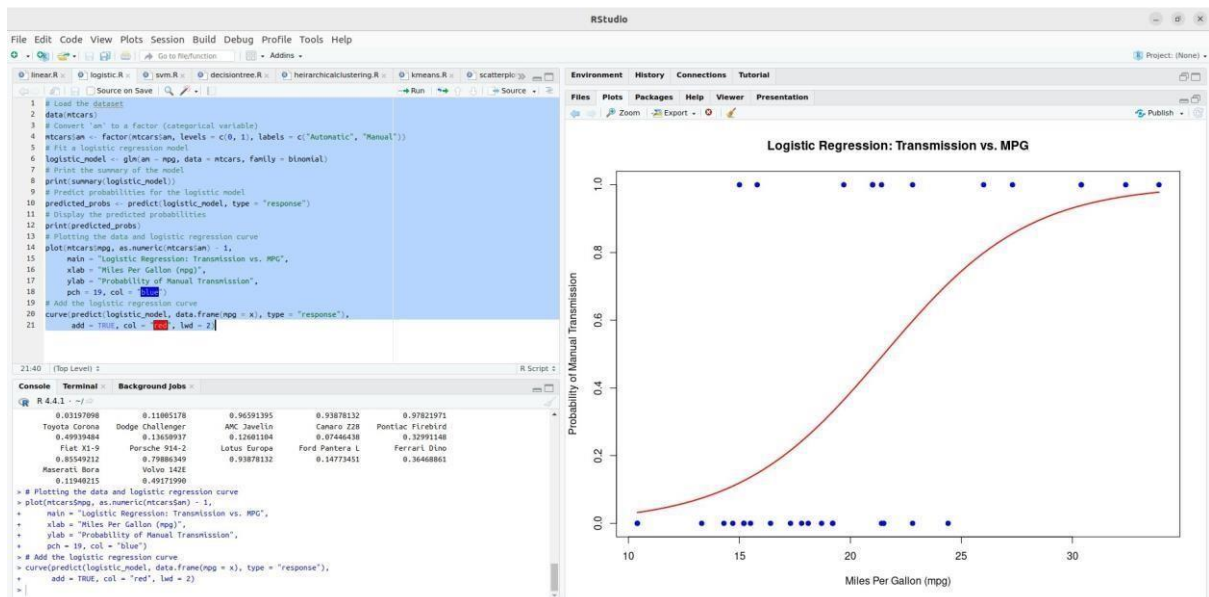 RStudio
File Edit Code View Plots Session Build Debug Profile Tools Help
Go to file/function
Addins
Project: (None)
linear.R
logistic.R
svm.R
decisiontree.R
heirarchicalclustering.R
kmeans.R
scatterplo
Source on Save
Run
Source
1 # Load the dataset
2 data(mtcars)
3 # Convert 'am' to a factor (categorical variable)
4 mtcars$am <- factor(mtcars$am, levels = c(0, 1), labels = c("Automatic", "Manual"))
5 # Fit a logistic regression model
6 logistic_model <- glm(am ~ mpg, data = mtcars, family = binomial)
7 # Print the summary of the model
8 print(summary(logistic_model))
9 # Predict probabilities for the logistic model
10 predicted_probs <- predict(logistic_model, type = "response")
11 # Display the predicted probabilities
12 print(predicted_probs)
13 # Plotting the data and logistic regression curve
14 plot(mtcars$mpg, as.numeric(mtcars$am) - 1,
15 main = "Logistic Regression: Transmission vs. MPG",
16 xlab = "Miles Per Gallon (mpg)",
17 ylab = "Probability of Manual Transmission",
18 pch = 19, col = "blue")
19 # Add the logistic regression curve
20 curve(predict(logistic_model, data.frame(mpg = x), type = "response"),
21 add = TRUE, col = "red", lwd = 2)
21:40 (Top Level)
R Script
Console Terminal Background Jobs
R 4.4.1 · ~/
0.03197098 0.11005178 0.96591395 0.93878132 0.97821971
Toyota Corona Dodge Challenger AMC Javelin Camaro Z28 Pontiac Firebird
0.49939484 0.13650937 0.12601104 0.07446438 0.32991148
Fiat X1-9 Porsche 914-2 Lotus Europa Ford Pantera L Ferrari Dino
0.85549212 0.79886349 0.93878132 0.14773451 0.36468861
Maserati Bora Volvo 142E
0.11940215 0.49171990
> # Plotting the data and logistic regression curve
> plot(mtcars$mpg, as.numeric(mtcars$am) - 1,
+ main = "Logistic Regression: Transmission vs. MPG",
+ xlab = "Miles Per Gallon (mpg)",
+ ylab = "Probability of Manual Transmission",
+ pch = 19, col = "blue")
> # Add the logistic regression curve
> curve(predict(logistic_model, data.frame(mpg = x), type = "response"),
+ add = TRUE, col = "red", lwd = 2)
>
Environment History Connections Tutorial
Files Plots Packages Help Viewer Presentation
Zoom Export Publish
Logistic Regression: Transmission vs. MPG
Probability of Manual Transmission
1.0
0.8
0.6
0.4
0.2
0.0
10 15 20 25 30
Miles Per Gallon (mpg)